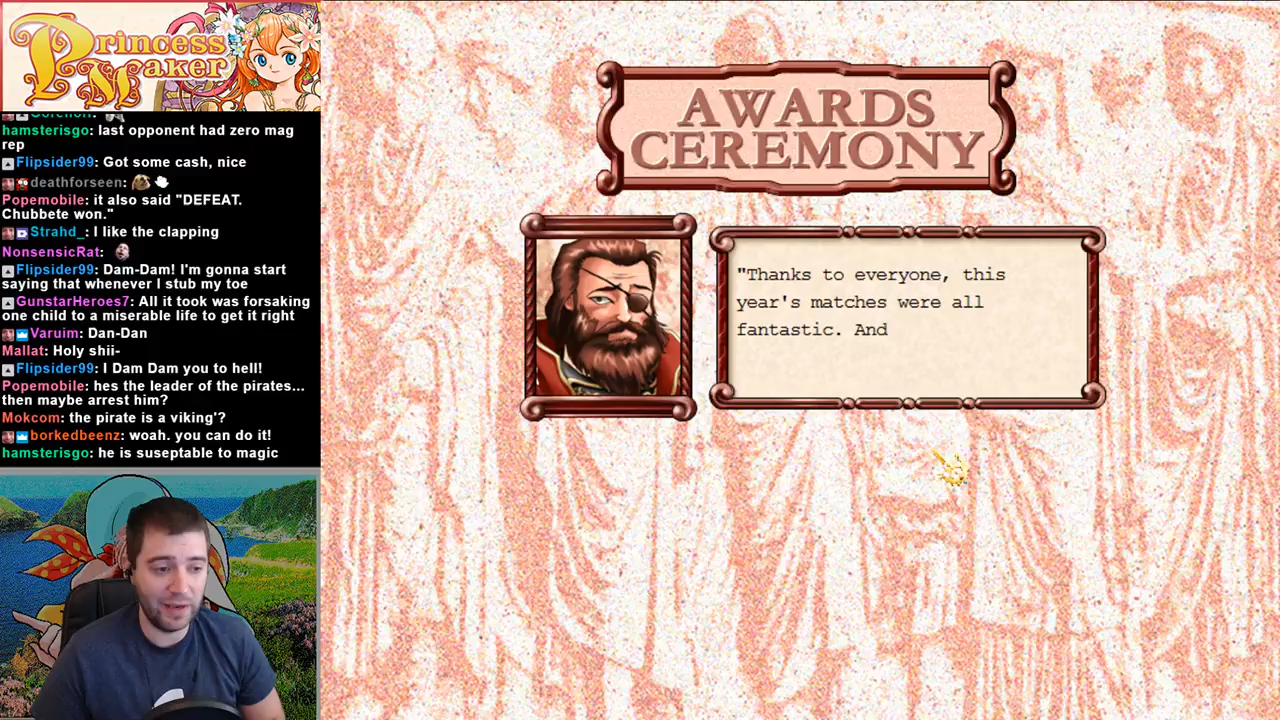 Princess
Maker
hamsterisgo: last opponent had zero mag
rep
Flipsider99: Got some cash, nice
deathforseen:
Popemobile: it also said "DEFEAT.
Chubbete won."
Strahd_: I like the clapping
NonsensicRat:
Flipsider99: Dam-Dam! I'm gonna start
saying that whenever I stub my toe
GunstarHeroes7: All it took was forsaking
one child to a miserable life to get it right
Varuim: Dan-Dan
Mallat: Holy shii-
Flipsider99: I Dam Dam you to hell!
Popemobile: hes the leader of the pirates...
then maybe arrest him?
Mokcom: the pirate is a viking'?
borkedbeenz: woah. you can do it!
hamsterisgo: he is suseptable to magic
AWARDS
CEREMONY
"Thanks to everyone, this
year's matches were all
fantastic. And